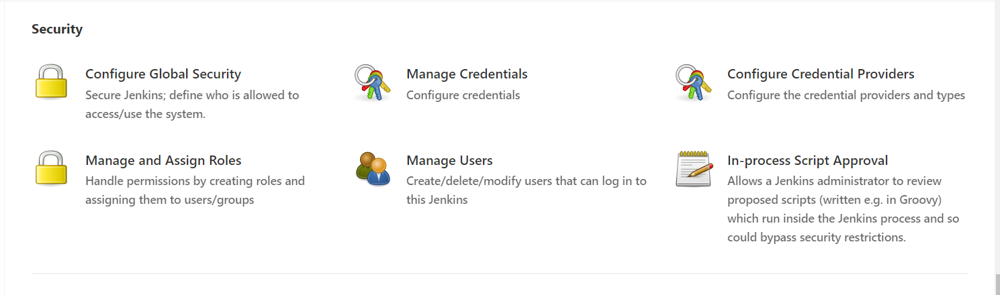 Security
Configure Global Security
Secure Jenkins; define who is allowed to
access/use the system.
Manage Credentials
Configure credentials
Configure Credential Providers
Configure the credential providers and types
Manage and Assign Roles
Handle permissions by creating roles and
assigning them to users/groups
Manage Users
Create/delete/modify users that can log in to
this Jenkins
In-process Script Approval
Allows a Jenkins administrator to review
proposed scripts (written e.g. in Groovy)
which run inside the Jenkins process and so
could bypass security restrictions.